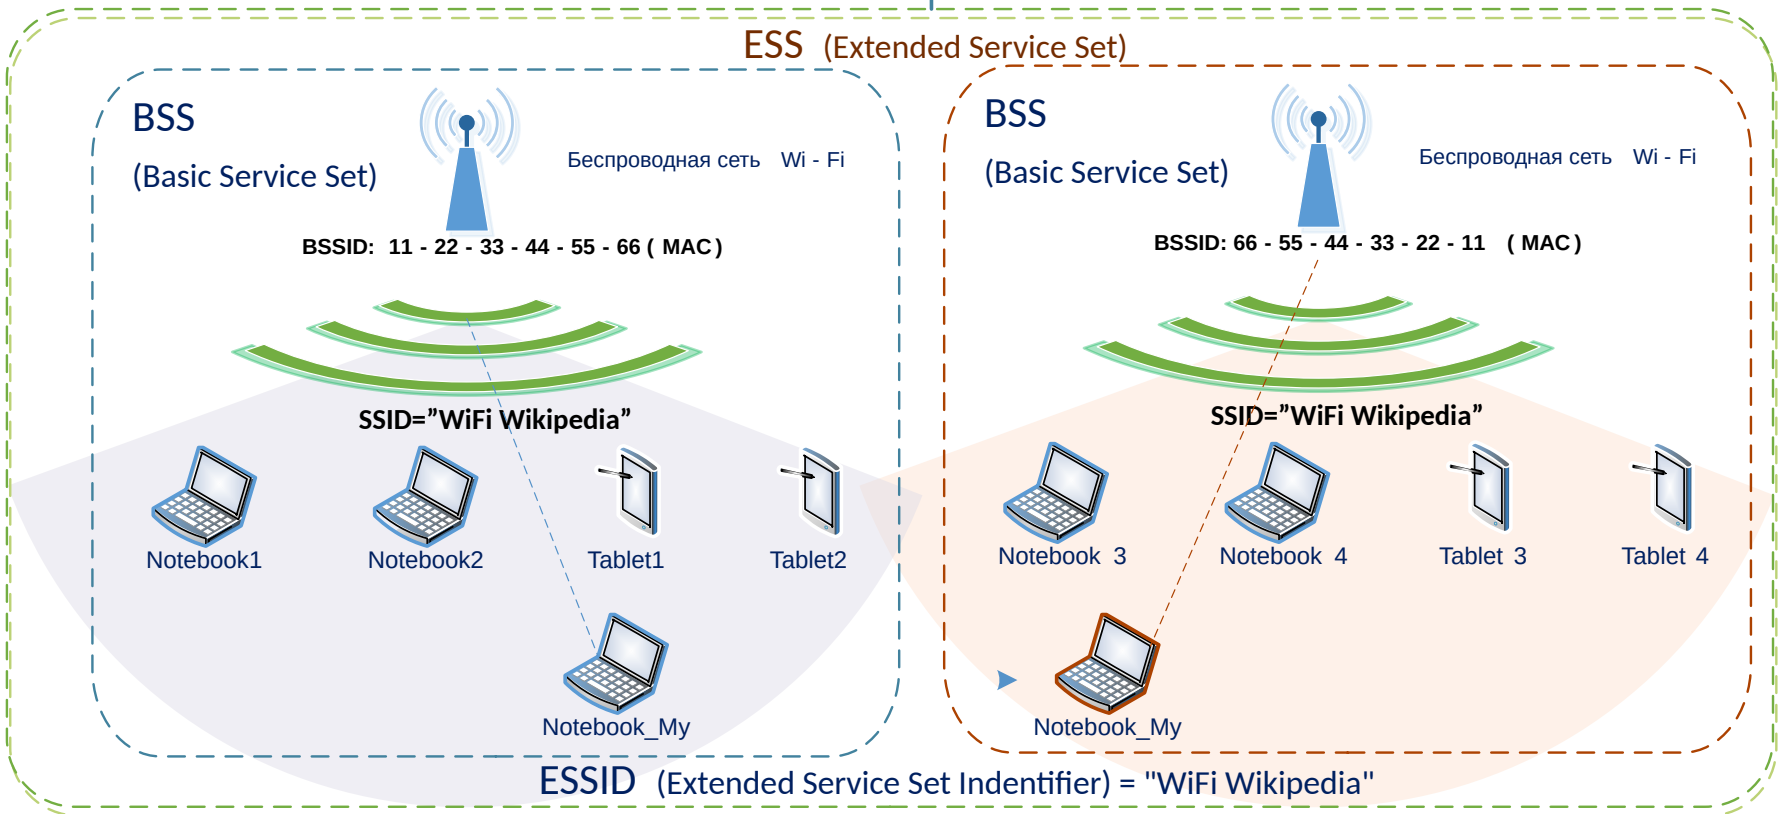 ESS (Extended Service Set)
BSS
(Basic Service Set)
Беспроводная сеть Wi - Fi
BSSID: 11 - 22 - 33 - 44 - 55 - 66 ( MAC )
SSID=”WiFi Wikipedia”
Notebook1
Notebook2
Tablet1
Tablet2
Notebook_My
BSS
(Basic Service Set)
Беспроводная сеть Wi - Fi
BSSID: 66 - 55 - 44 - 33 - 22 - 11 ( MAC )
SSID=”WiFi Wikipedia”
Notebook 3
Notebook 4
Tablet 3
Tablet 4
Notebook_My
ESSID (Extended Service Set Indentifier) = "WiFi Wikipedia"